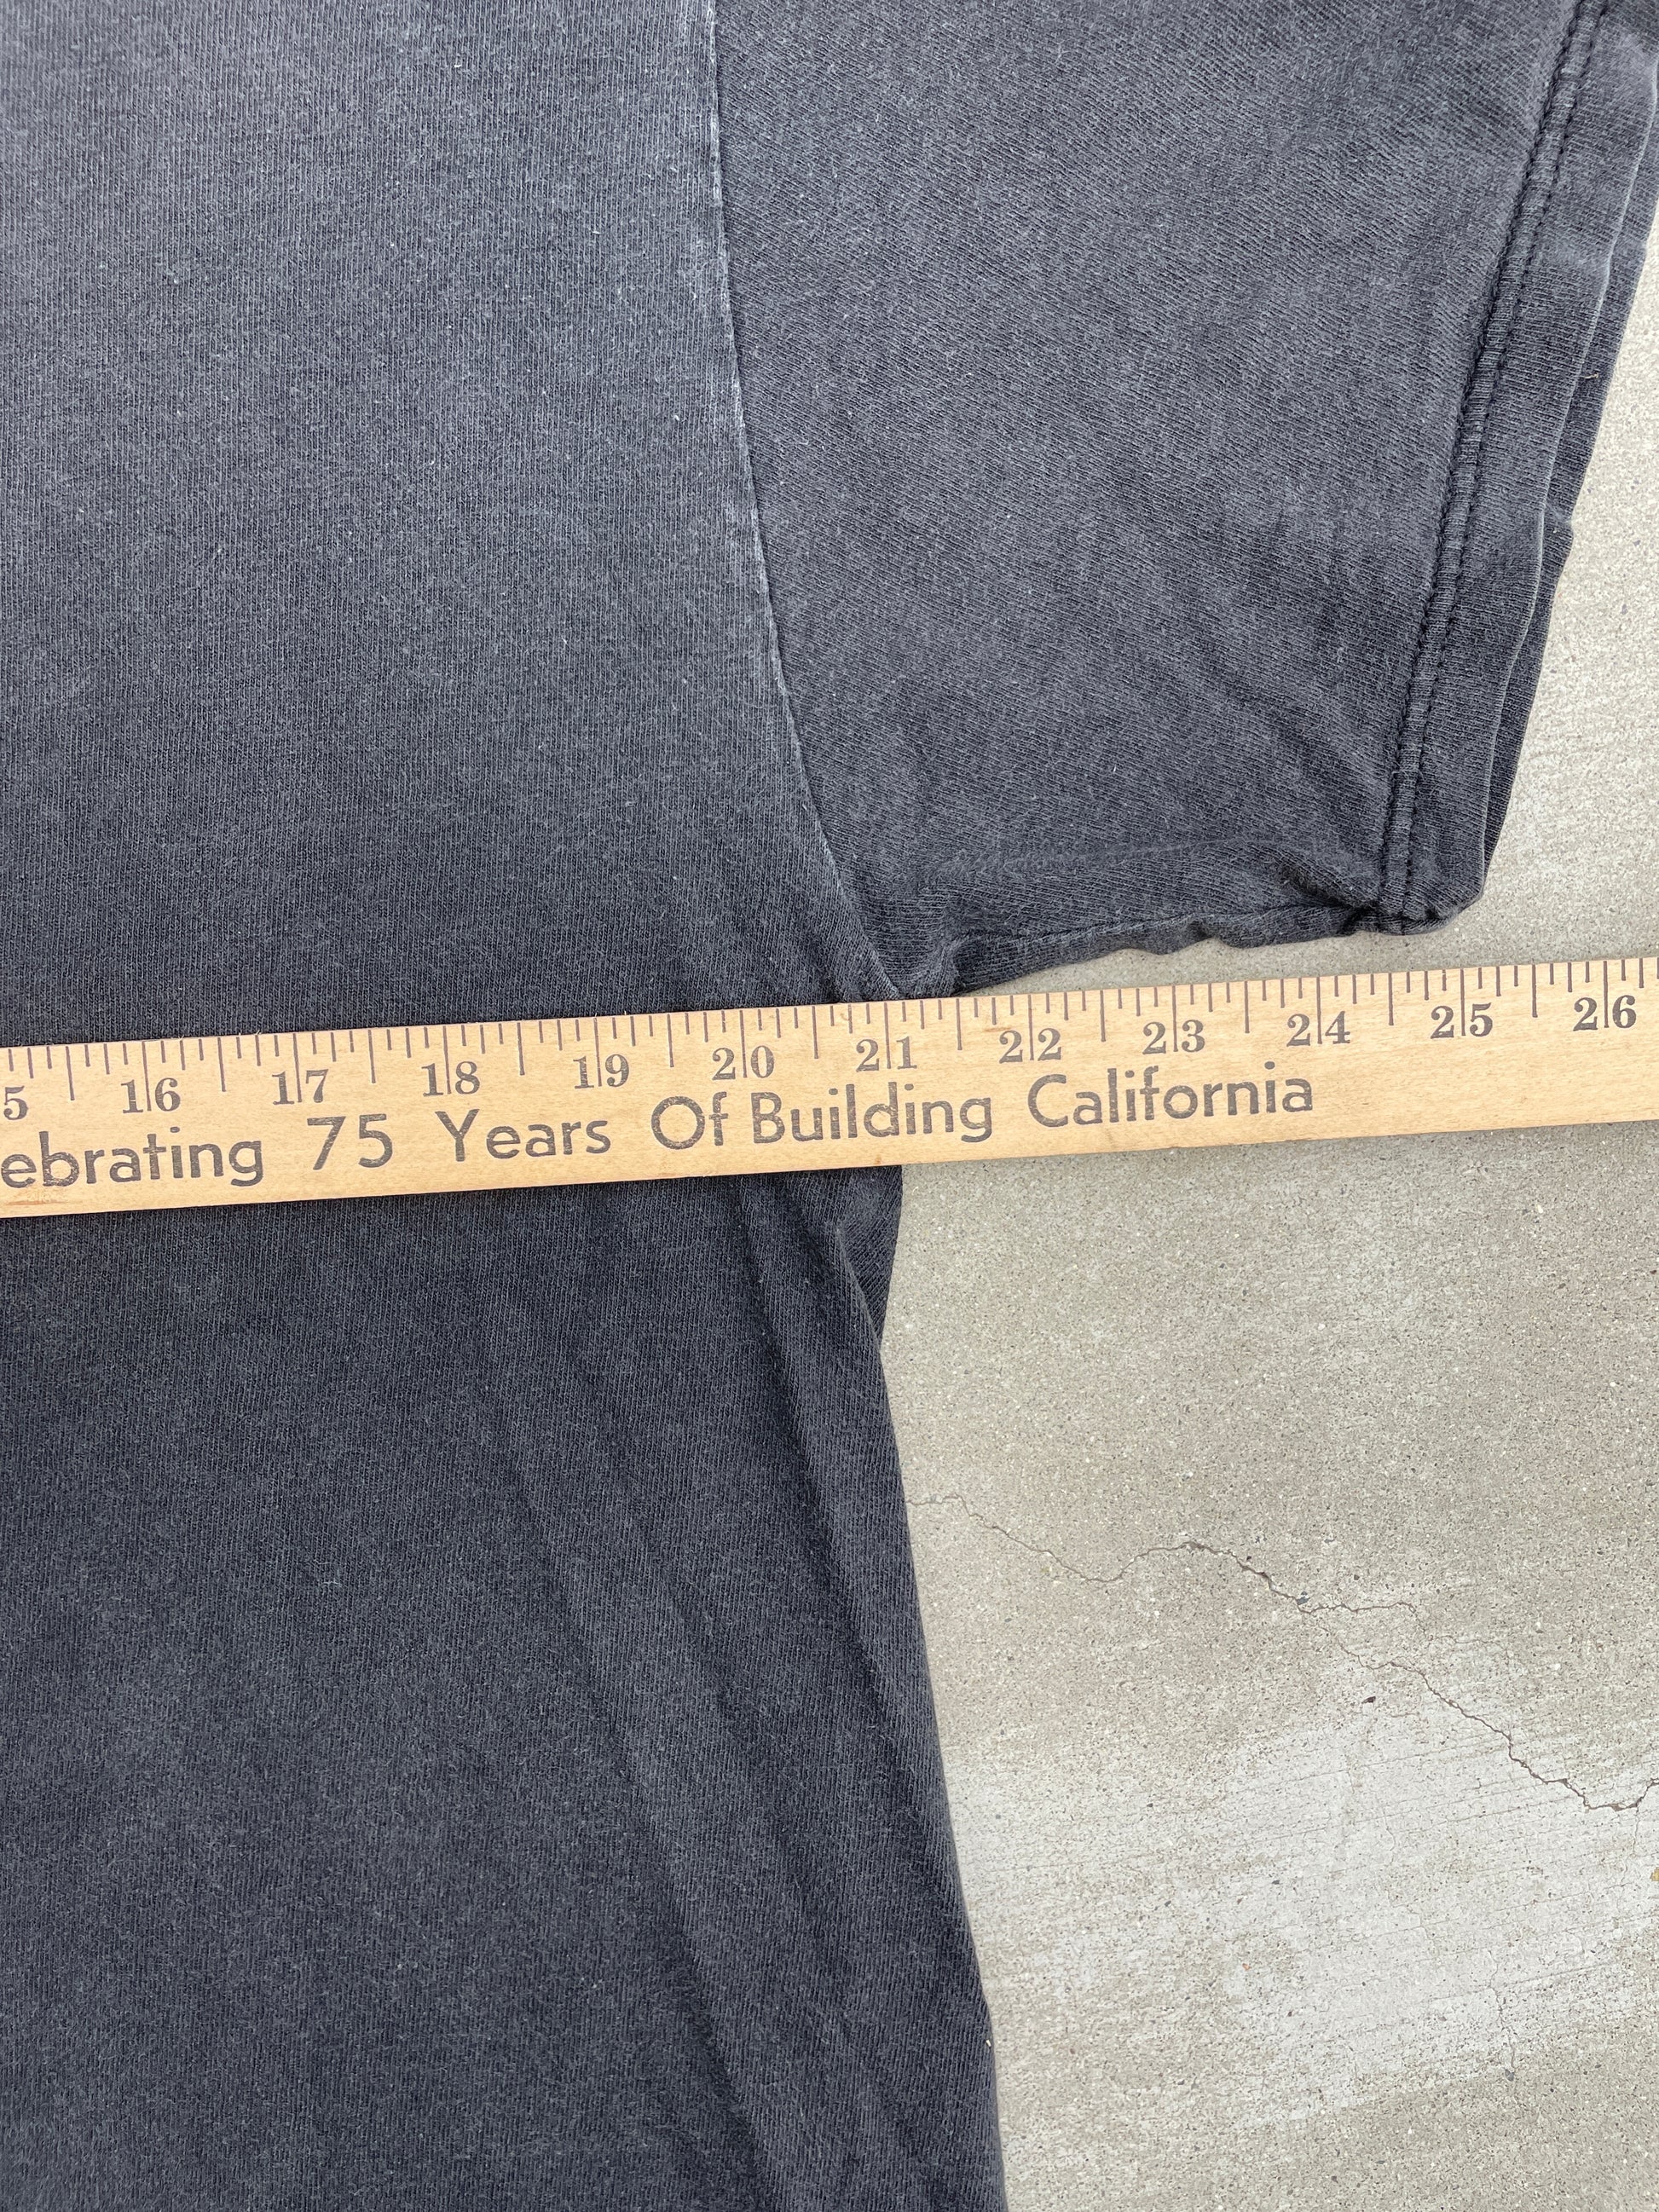 5 16 17 18 19 20 21 22 23 24 25 26
ebrating 75 Years Of Building California